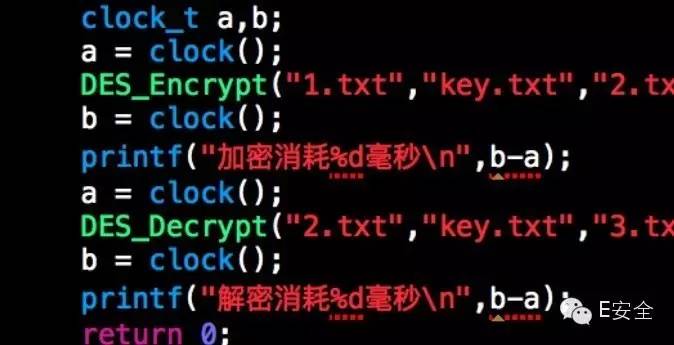 clock_t a,b;
a = clock();
DES_Encrypt("1.txt","key.txt","2.tx
b = clock();
printf("加密消耗%d毫秒\n",b-a);
a = clock();
DES_Decrypt("2.txt","key.txt","3.tx
b = clock();
printf("解密消耗%d毫秒\n",b-a);
return 0;
E安全